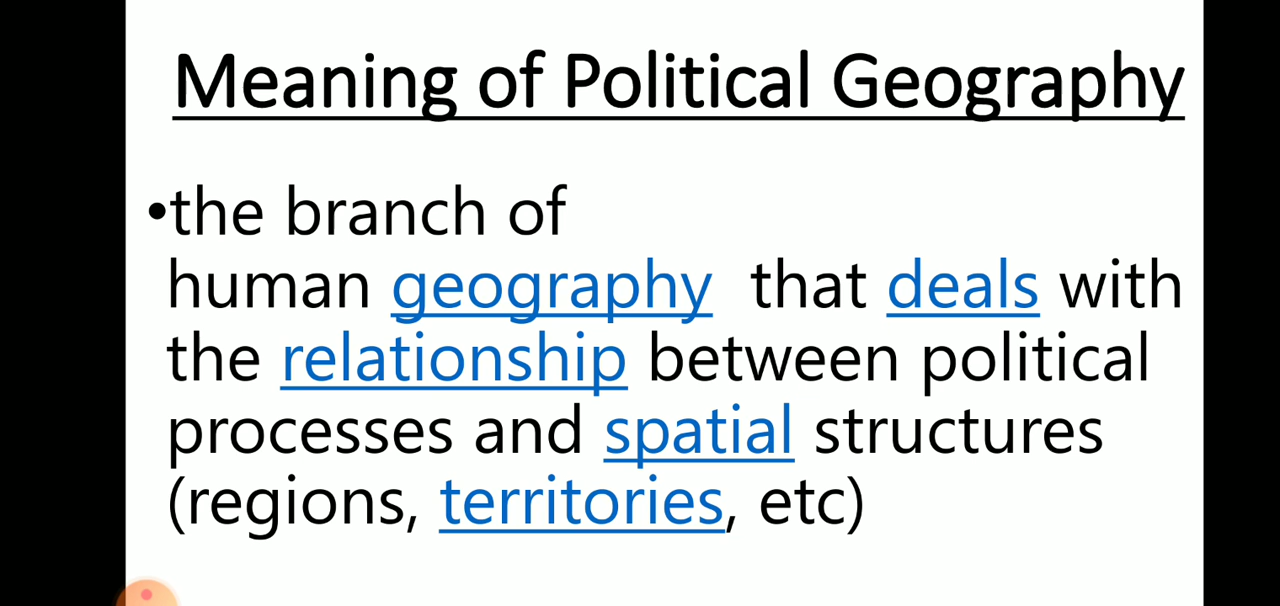 Meaning of Political Geography
•the branch of
human geography that deals with
the relationship between political
processes and spatial structures
(regions, territories, etc)